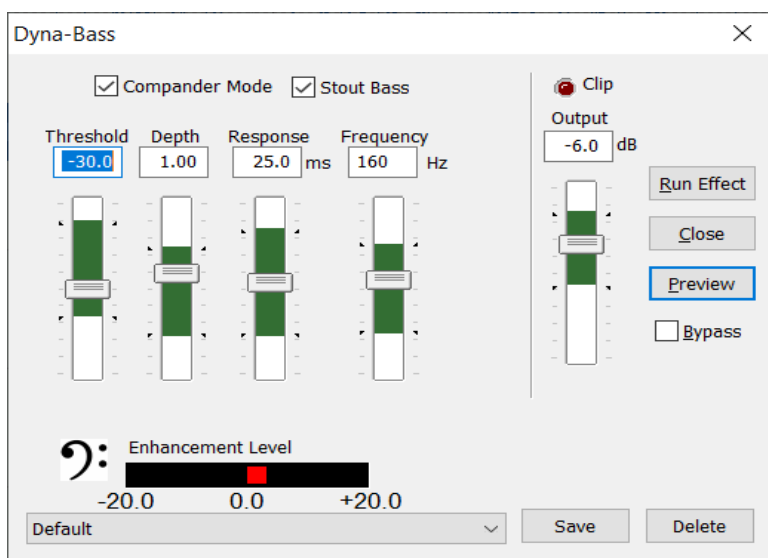 Dyna-Bass
Compander Mode Stout Bass
Clip
Threshold Depth Response Frequency
-30.0 1.00 25.0 ms 160 Hz
Output
-6.0 dB
Run Effect
Close
Preview
Bypass
Enhancement Level
-20.0 0.0 +20.0
Default
Save Delete